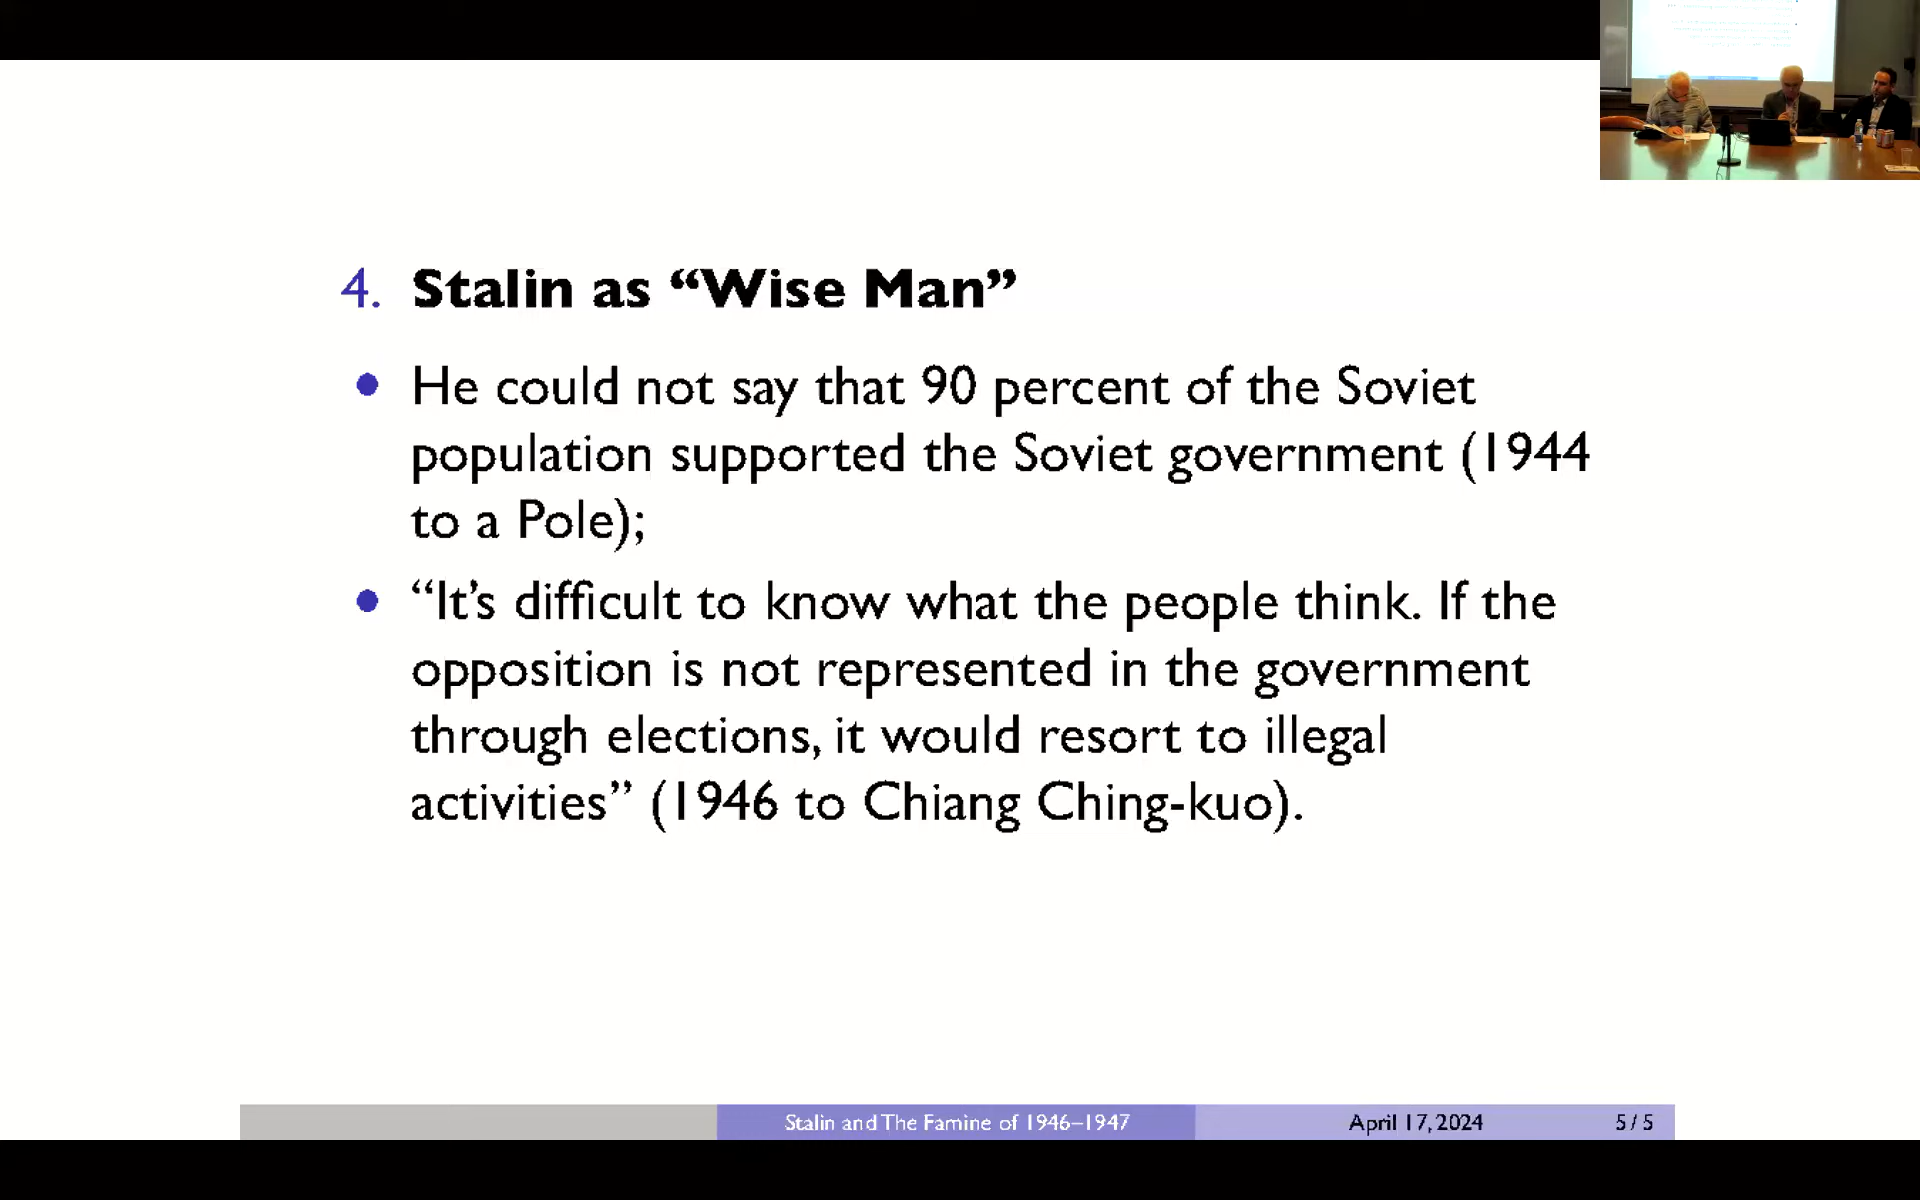 4. Stalin as “Wise Man”
• He could not say that 90 percent of the Soviet
population supported the Soviet government (1944
to a Pole);
• “It’s difficult to know what the people think. If the
opposition is not represented in the government
through elections, it would resort to illegal
activities” (1946 to Chiang Ching-kuo).
Stalin and The Famine of 1946–1947 April 17, 2024 5 / 5